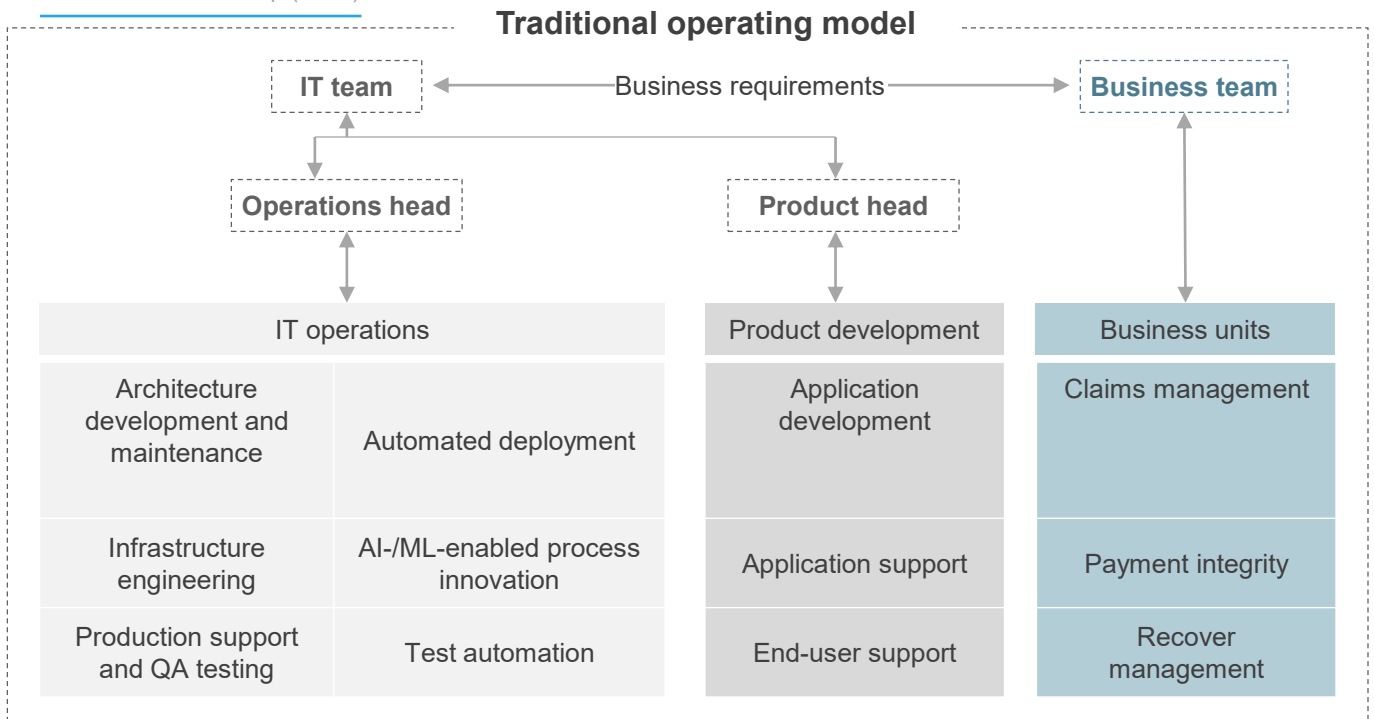 Traditional operating model
IT team
Business requirements
Business team
Operations head
Product head
IT operations
Product development
Business units
Architecture
development and
maintenance
Automated deployment
Application
development
Claims management
Infrastructure
engineering
AI-/ML-enabled process
innovation
Application support
Payment integrity
Production support
and QA testing
Test automation
End-user support
Recover
management